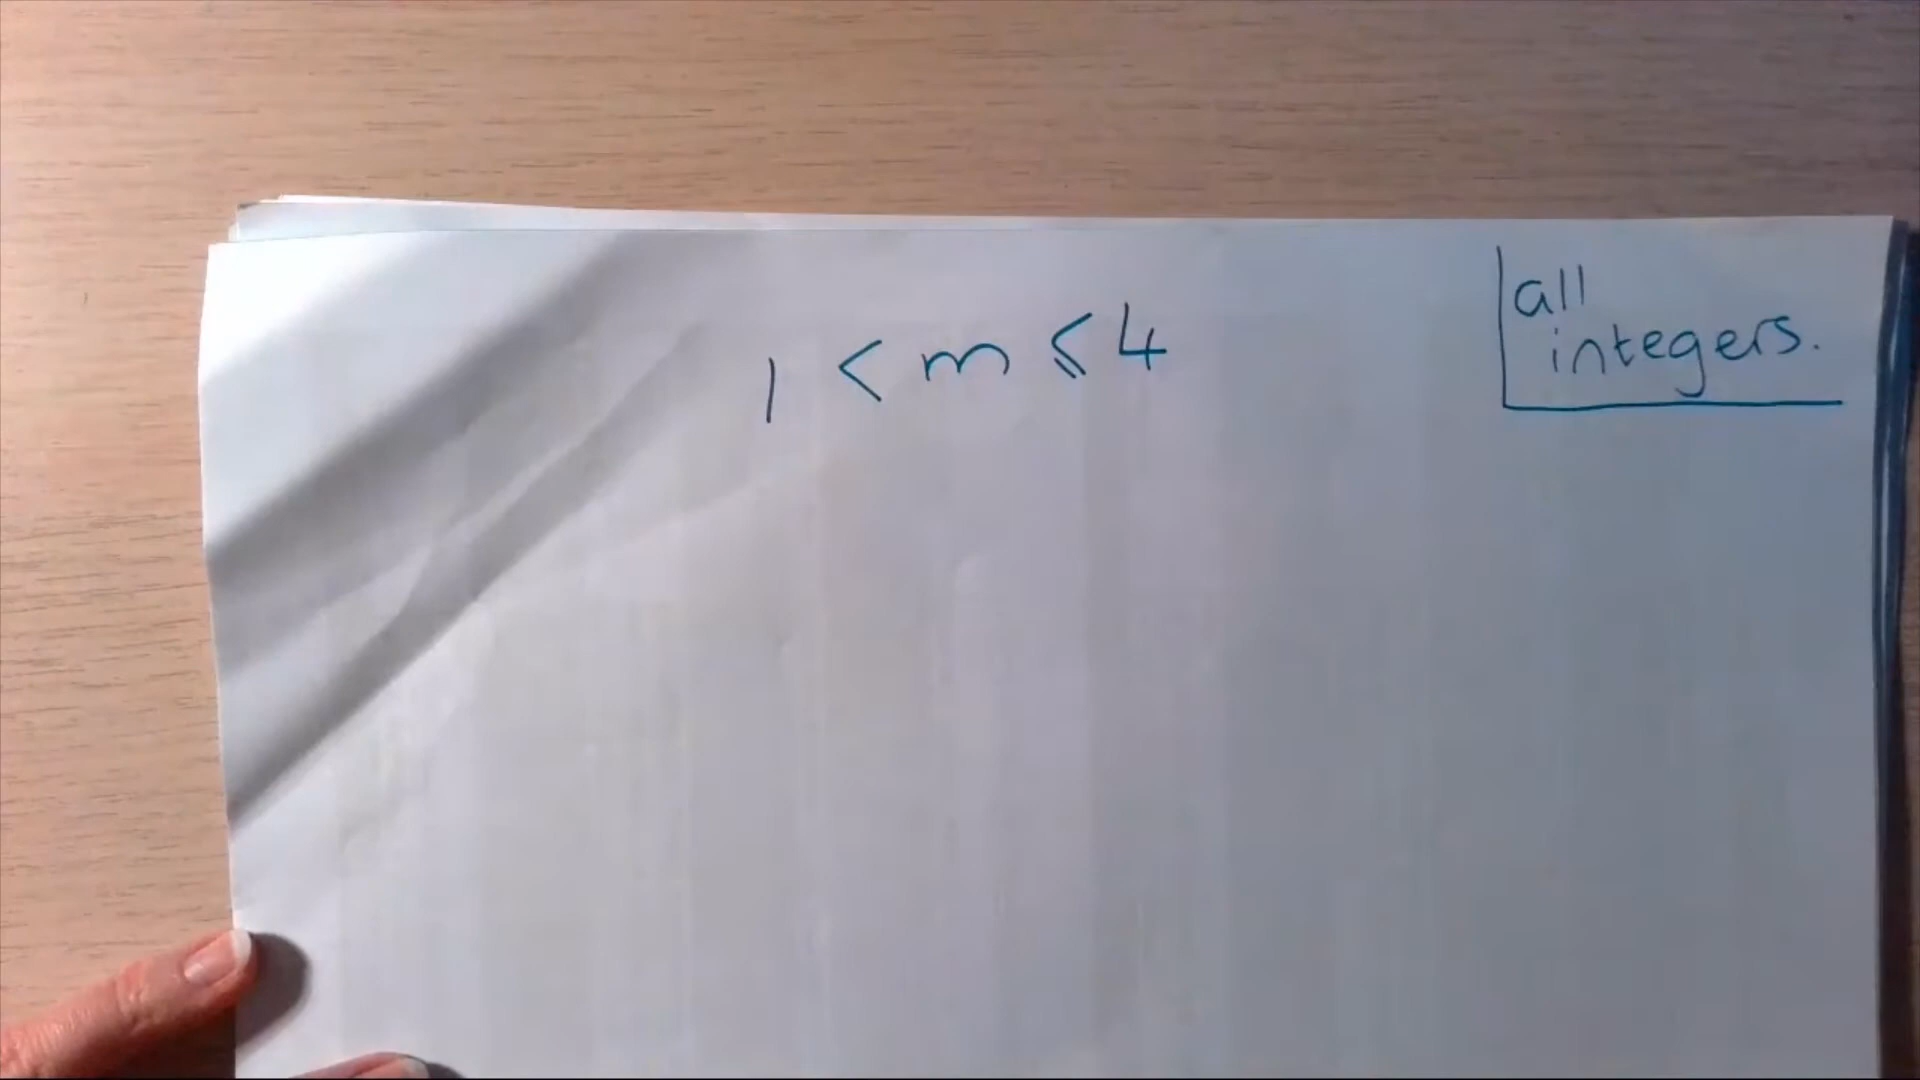 1 < m ⩽ 4
all
integers.